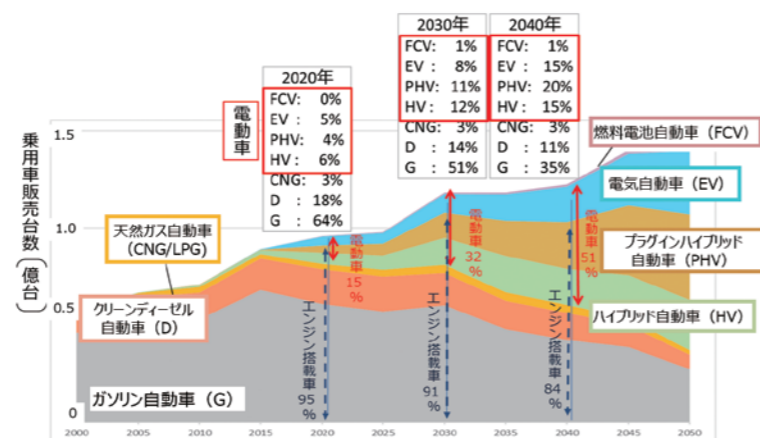 2020年
FCV: 0%
EV : 5%
PHV: 4%
HV : 6%
CNG: 3%
D : 18%
G : 64%
2030年
FCV: 1%
EV : 8%
PHV: 11%
HV : 12%
CNG: 3%
D : 14%
G : 51%
2040年
FCV: 1%
EV : 15%
PHV: 20%
HV : 15%
CNG: 3%
D : 11%
G : 35%
電動車
乗用車販売台数(億台)
1.5
1.0
0.5
0
燃料電池自動車(FCV)
電気自動車(EV)
プラグインハイブリッド
自動車(PHV)
ハイブリッド自動車(HV)
天然ガス自動車
(CNG/LPG)
クリーンディーゼル
自動車(D)
ガソリン自動車(G)
電動車
15
%
電動車
32
%
電動車
51
%
エンジン搭載車
95
%
エンジン搭載車
91
%
エンジン搭載車
84
%
2000 2005 2010 2015 2020 2025 2030 2035 2040 2045 2050